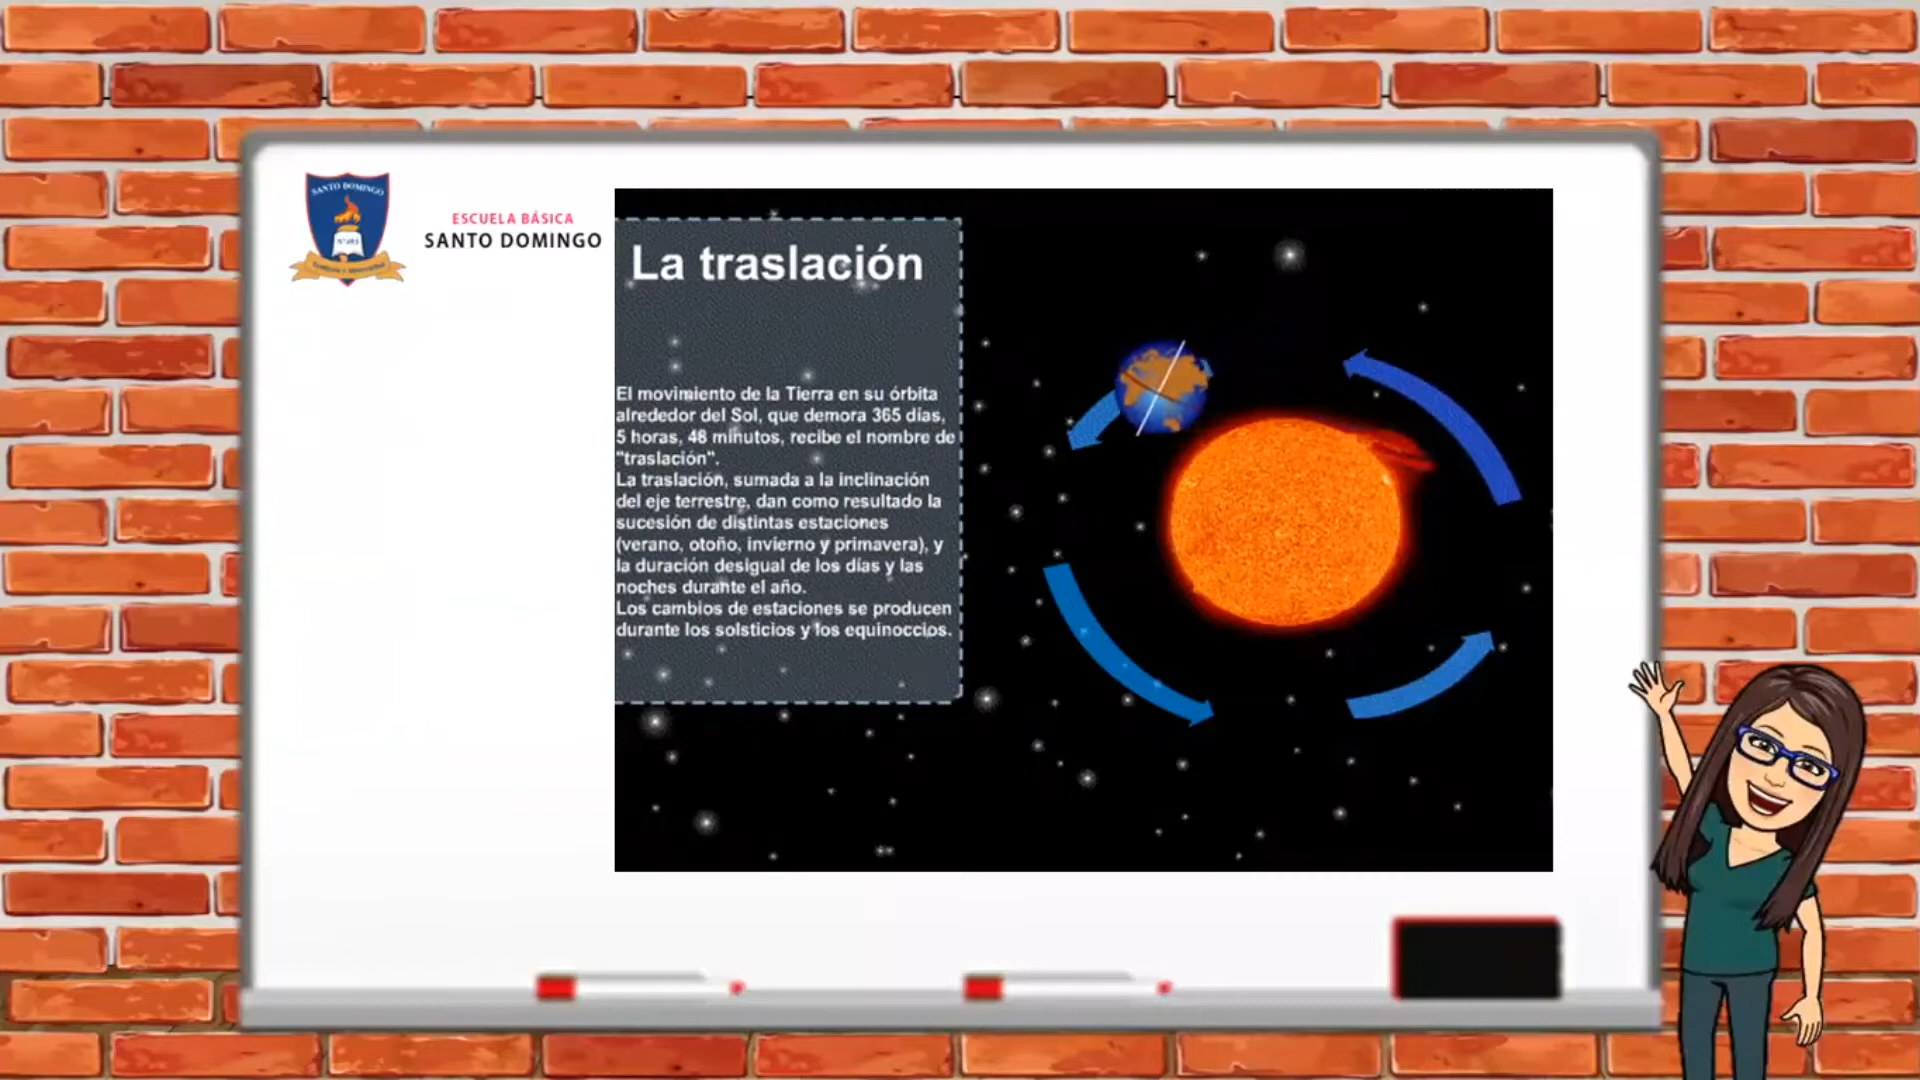 SANTO DOMINGO
ESCUELA BÁSICA
SANTO DOMINGO
La traslación
El movimiento de la Tierra en su órbita
alrededor del Sol, que demora 365 días,
5 horas, 48 minutos, recibe el nombre de
"traslación".
La traslación, sumada a la inclinación
del eje terrestre, dan como resultado la
sucesión de distintas estaciones
(verano, otoño, invierno y primavera), y
la duración desigual de los días y las
noches durante el año.
Los cambios de estaciones se producen
durante los solsticios y los equinoccios.